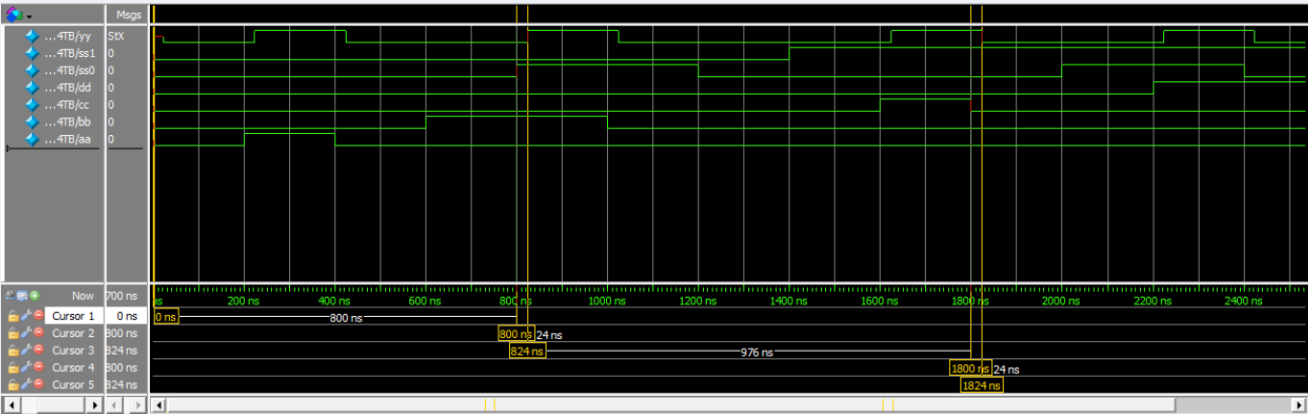 Msgs
...4TB/yy StX
...4TB/ss1 0
...4TB/ss0 0
...4TB/dd 0
...4TB/cc 0
...4TB/bb 0
...4TB/aa 0
Now 700 ns
ns 200 ns 400 ns 600 ns 800 ns 1000 ns 1200 ns 1400 ns 1600 ns 1800 ns 2000 ns 2200 ns 2400 ns
Cursor 1 0 ns 0 ns 800 ns
Cursor 2 800 ns 800 ns 24 ns
Cursor 3 824 ns 824 ns 976 ns
Cursor 4 800 ns 1800 ns 24 ns
Cursor 5 824 ns 1824 ns